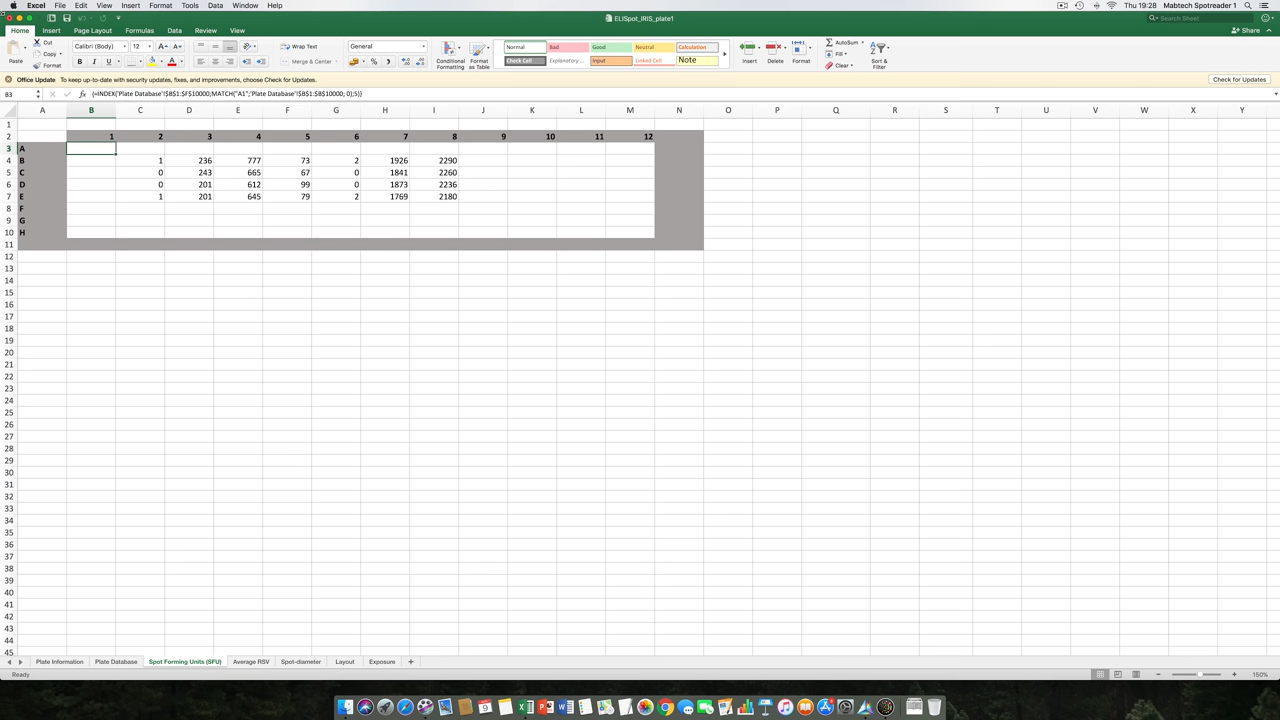 Excel File Edit View Insert Format Tools Data Window Help Thu 19:28 Mabtech Spotreader 1
ELISpot_IRIS_plate1 Search Sheet
Home Insert Page Layout Formulas Data Review View Share
Paste Cut Copy Format
Calibri (Body) 12 Wrap Text General
B I U Merge & Center
Conditional Formatting Format as Table
Normal Bad Good Neutral Calculation
Check Cell Explanatory... Input Linked Cell Note
Insert Delete Format
AutoSum Fill Clear
Sort & Filter
Office Update To keep up-to-date with security updates, fixes, and improvements, choose Check for Updates. Check for Updates
B3 fx {=INDEX('Plate Database'!$B$1:$F$10000;MATCH("A1";'Plate Database'!$B$1:$B$10000; 0);5)}
A B C D E F G H I J K L M N O P Q R S T U V W X Y
1
2 1 2 3 4 5 6 7 8 9 10 11 12
3 A
4 B 1 236 777 73 2 1926 2290
5 C 0 243 665 67 0 1841 2260
6 D 0 201 612 99 0 1873 2236
7 E 1 201 645 79 2 1769 2180
8 F
9 G
10 H
11
12
13
14
15
16
17
18
19
20
21
22
23
24
25
26
27
28
29
30
31
32
33
34
35
36
37
38
39
40
41
42
43
44
45
Plate Information Plate Database Spot Forming Units (SFU) Average RSV Spot-diameter Layout Exposure +
Ready 150%